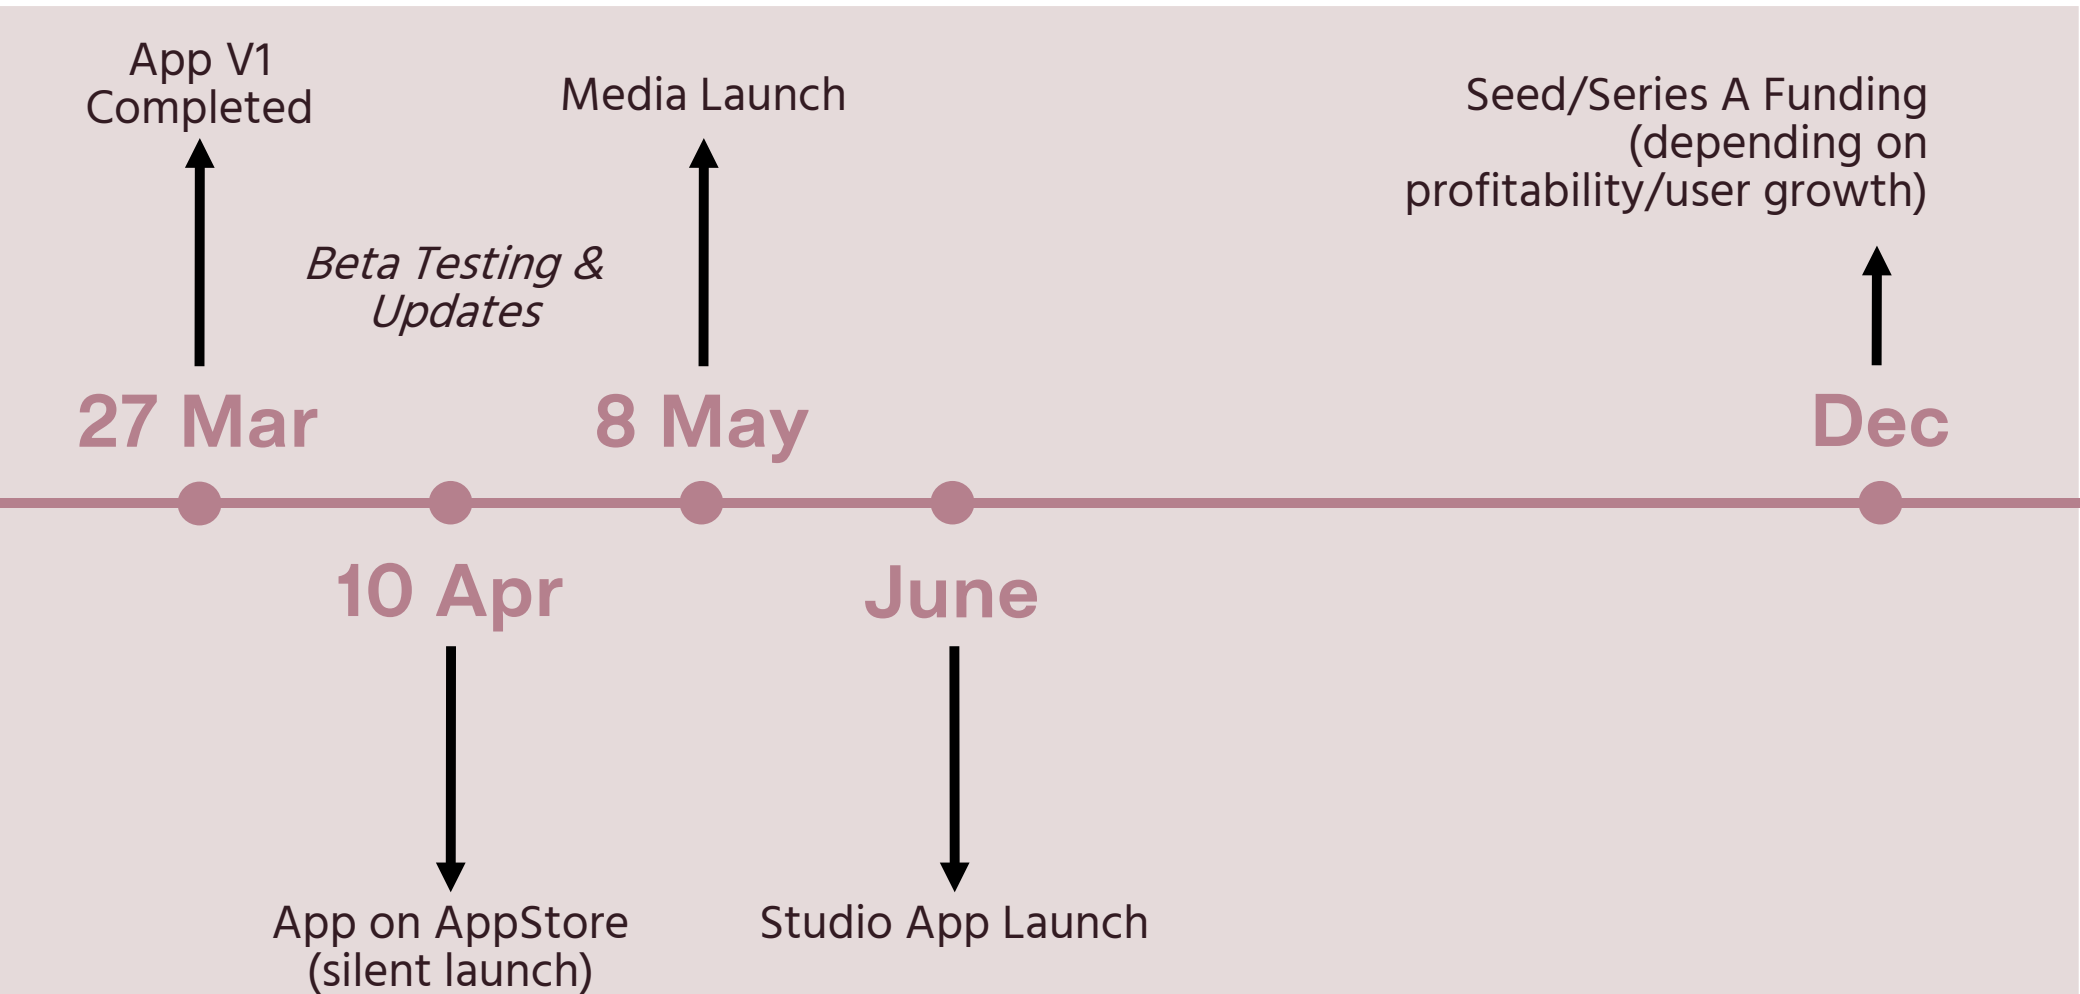 App V1
Completed
Media Launch
Seed/Series A Funding
(depending on
profitability/user growth)
Beta Testing &
Updates
27 Mar
8 May
Dec
10 Apr
June
App on AppStore
(silent launch)
Studio App Launch